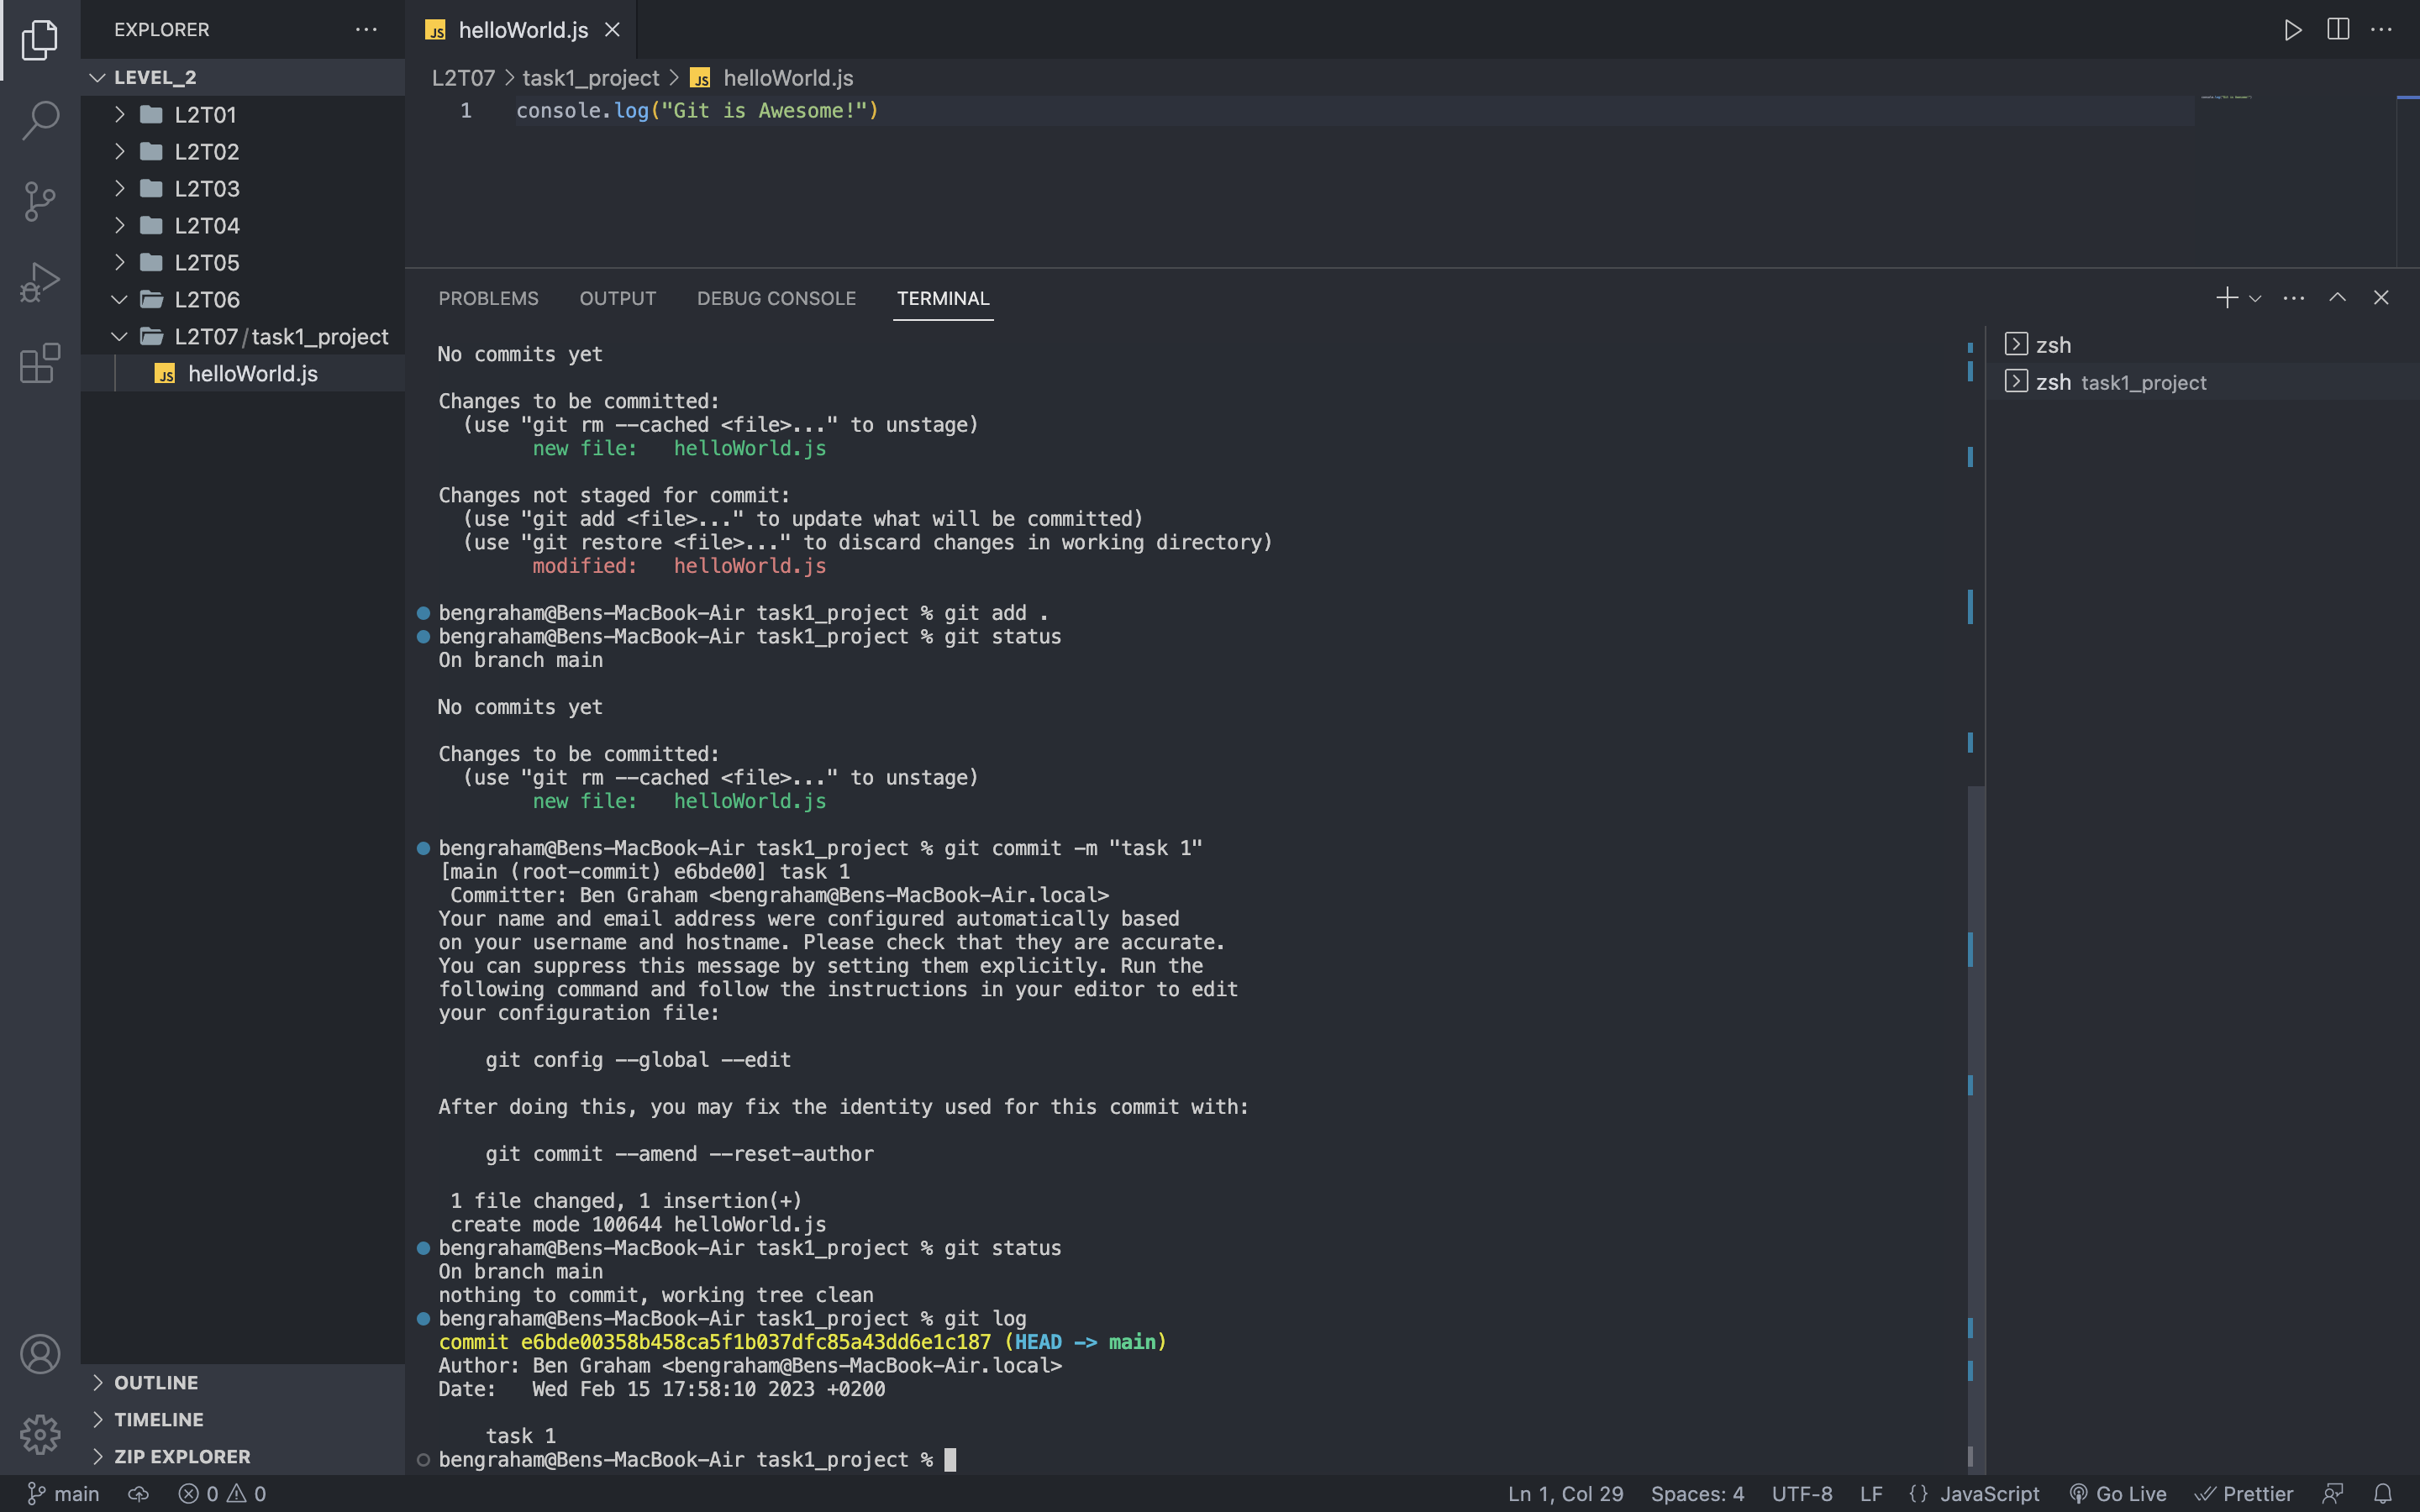 EXPLORER
LEVEL_2
L2T01
L2T02
L2T03
L2T04
L2T05
L2T06
L2T07/task1_project
JS helloWorld.js
OUTLINE
TIMELINE
ZIP EXPLORER
JS helloWorld.js
L2T07 > task1_project > JS helloWorld.js
1 console.log("Git is Awesome!")
PROBLEMS OUTPUT DEBUG CONSOLE TERMINAL
No commits yet
Changes to be committed:
(use "git rm --cached <file>..." to unstage)
new file: helloWorld.js
Changes not staged for commit:
(use "git add <file>..." to update what will be committed)
(use "git restore <file>..." to discard changes in working directory)
modified: helloWorld.js
bengraham@Bens-MacBook-Air task1_project % git add .
bengraham@Bens-MacBook-Air task1_project % git status
On branch main
No commits yet
Changes to be committed:
(use "git rm --cached <file>..." to unstage)
new file: helloWorld.js
bengraham@Bens-MacBook-Air task1_project % git commit -m "task 1"
[main (root-commit) e6bde00] task 1
Committer: Ben Graham <bengraham@Bens-MacBook-Air.local>
Your name and email address were configured automatically based
on your username and hostname. Please check that they are accurate.
You can suppress this message by setting them explicitly. Run the
following command and follow the instructions in your editor to edit
your configuration file:
git config --global --edit
After doing this, you may fix the identity used for this commit with:
git commit --amend --reset-author
1 file changed, 1 insertion(+)
create mode 100644 helloWorld.js
bengraham@Bens-MacBook-Air task1_project % git status
On branch main
nothing to commit, working tree clean
bengraham@Bens-MacBook-Air task1_project % git log
commit e6bde00358b458ca5f1b037dfc85a43dd6e1c187 (HEAD -> main)
Author: Ben Graham <bengraham@Bens-MacBook-Air.local>
Date: Wed Feb 15 17:58:10 2023 +0200
task 1
bengraham@Bens-MacBook-Air task1_project %
zsh
zsh task1_project
main 0 0 Ln 1, Col 29 Spaces: 4 UTF-8 LF {} JavaScript Go Live Prettier